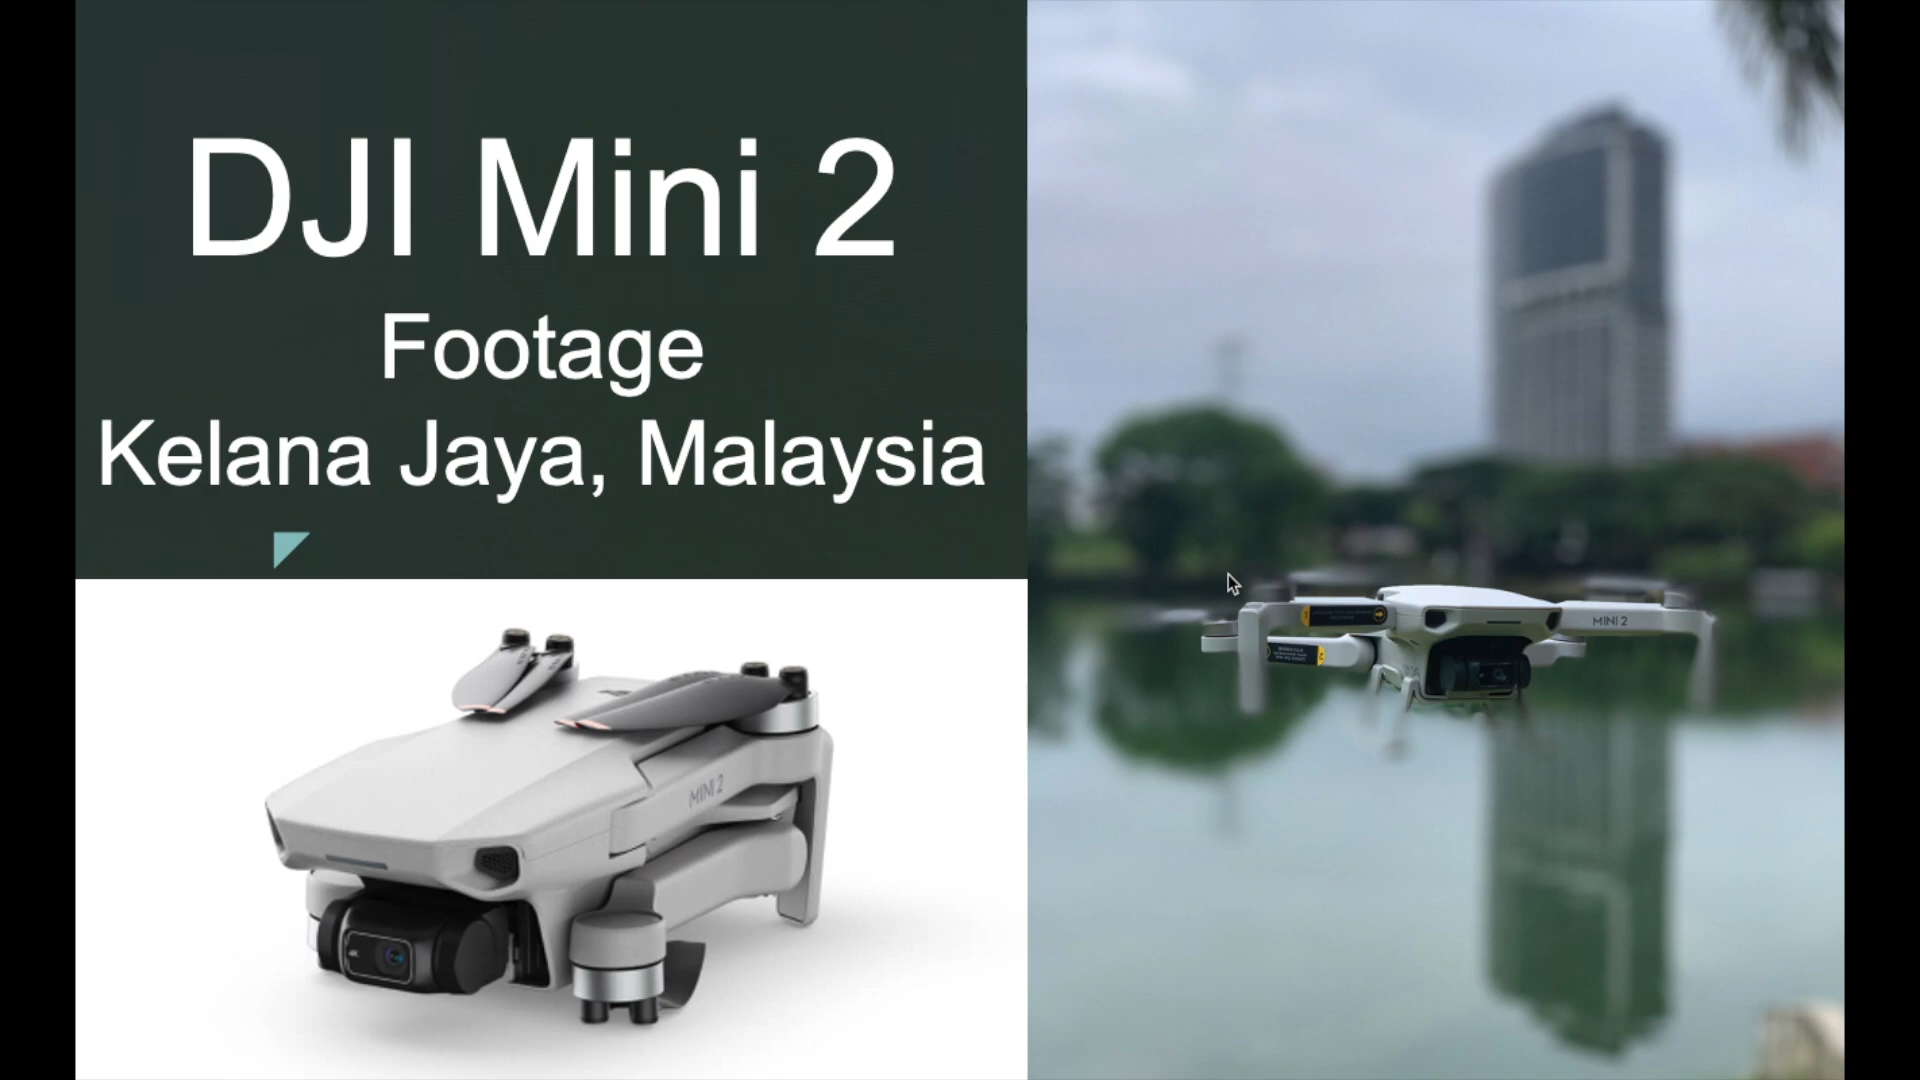 DJI Mini 2
Footage
Kelana Jaya, Malaysia
MINI 2
MINI 2